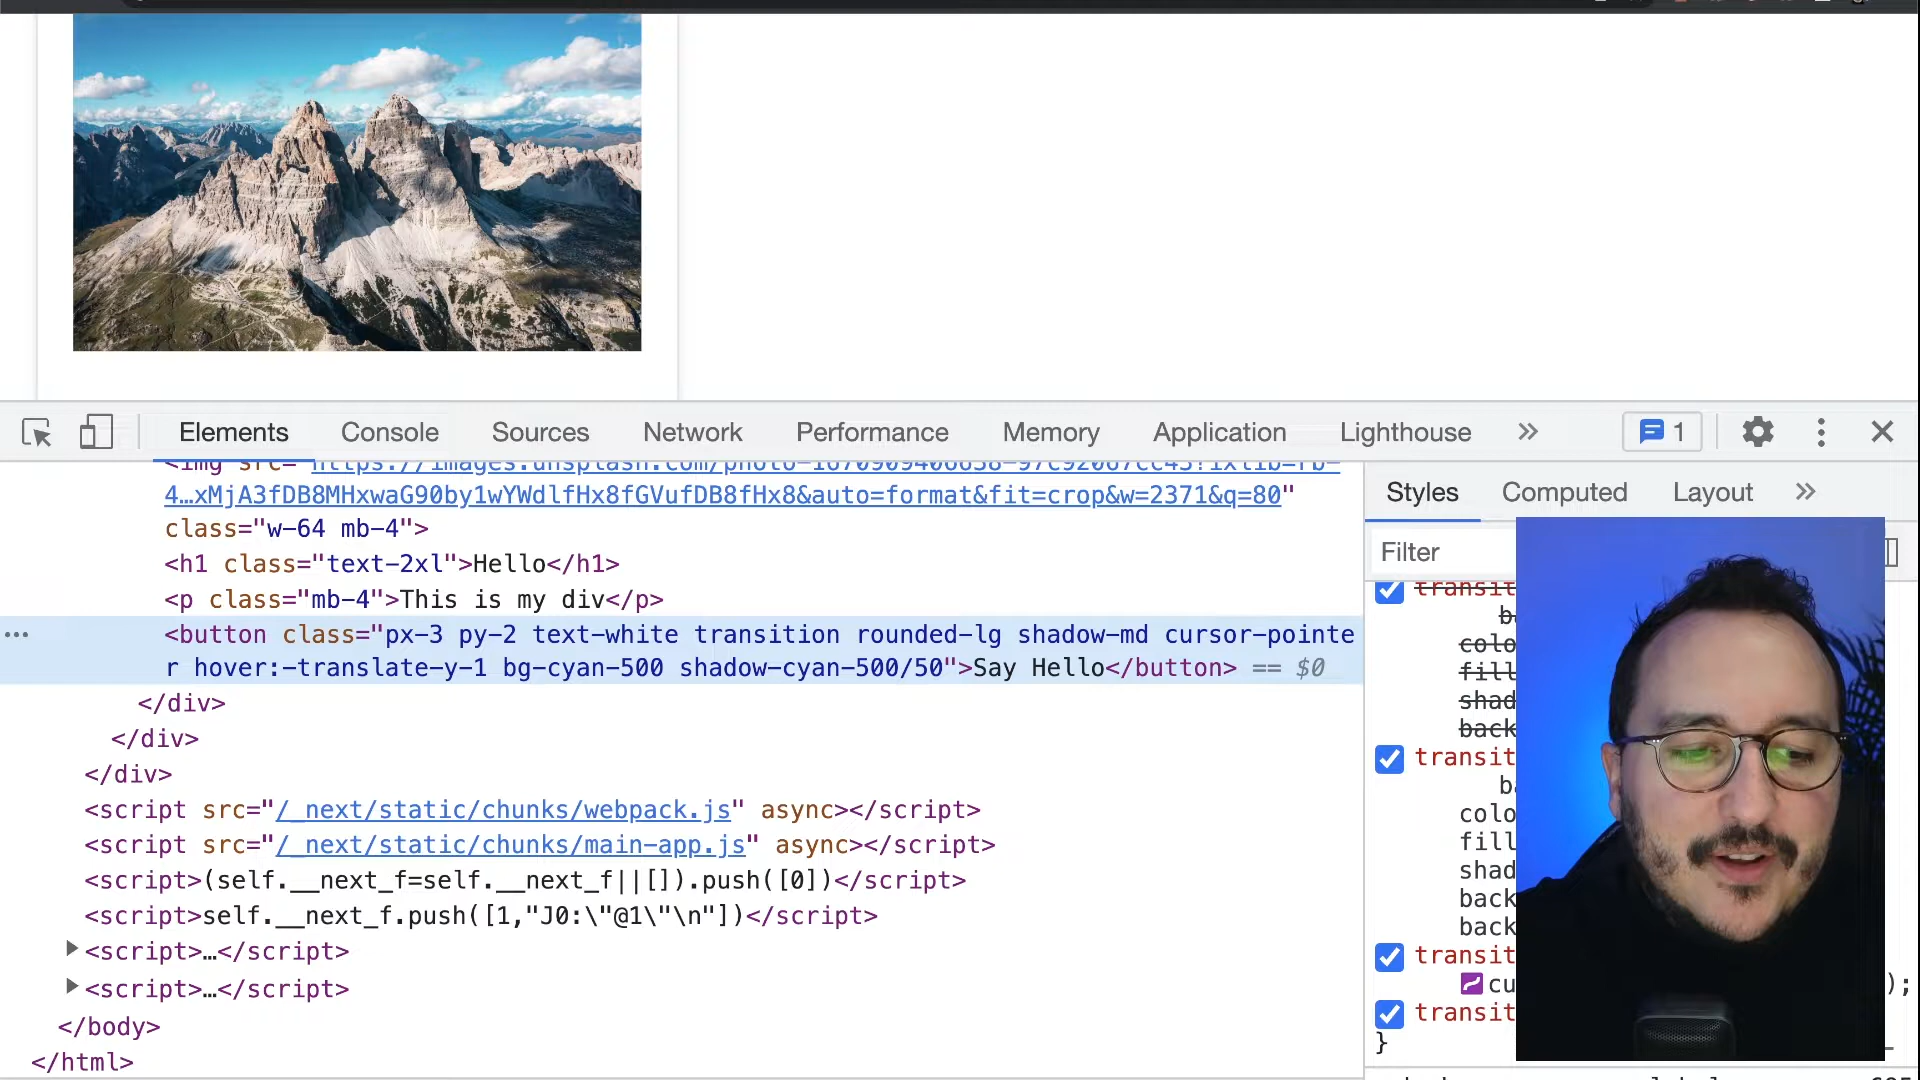 Elements Console Sources Network Performance Memory Application Lighthouse 1
4…xMjA3fDB8MHxwaG90by1wYWdlfHx8fGVufDB8fHx8&auto=format&fit=crop&w=2371&q=80"
class="w-64 mb-4">
<h1 class="text-2xl">Hello</h1>
<p class="mb-4">This is my div</p>
<button class="px-3 py-2 text-white transition rounded-lg shadow-md cursor-pointe
r hover:-translate-y-1 bg-cyan-500 shadow-cyan-500/50">Say Hello</button> == $0
</div>
</div>
</div>
<script src="/_next/static/chunks/webpack.js" async></script>
<script src="/_next/static/chunks/main-app.js" async></script>
<script>(self.__next_f=self.__next_f||[]).push([0])</script>
<script>self.__next_f.push([1,"J0:\"@1\"\n"])</script>
<script>…</script>
<script>…</script>
</body>
</html>
Styles Computed Layout
Filter
transit
ba
colo
fill
shad
back
transit
ba
colo
fill
shad
back
back
transit
cu );
transit
}